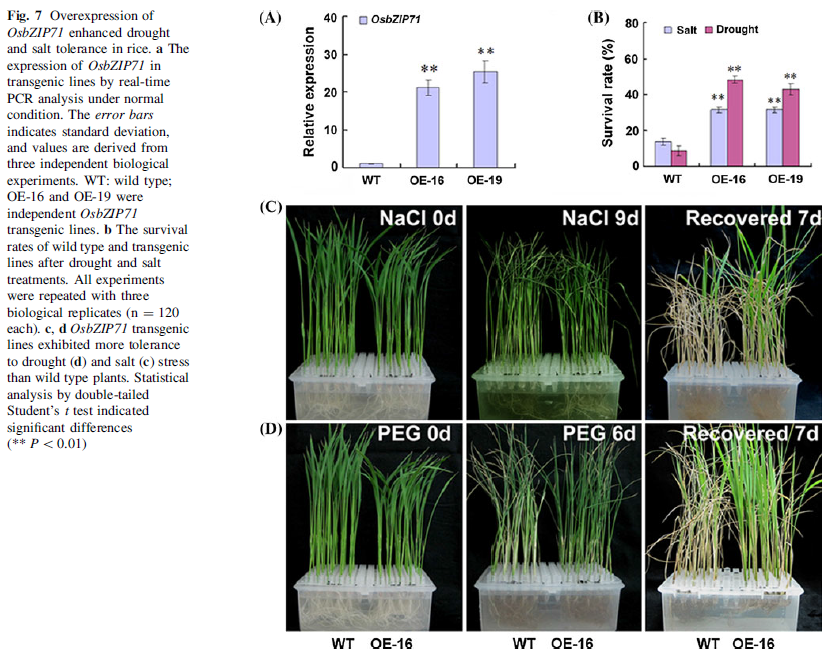 Fig. 7 Overexpression of
OsbZIP71 enhanced drought
and salt tolerance in rice. a The
expression of OsbZIP71 in
transgenic lines by real-time
PCR analysis under normal
condition. The error bars
indicates standard deviation,
and values are derived from
three independent biological
experiments. WT: wild type;
OE-16 and OE-19 were
independent OsbZIP71
transgenic lines. b The survival
rates of wild type and transgenic
lines after drought and salt
treatments. All experiments
were repeated with three
biological replicates (n = 120
each). c, d OsbZIP71 transgenic
lines exhibited more tolerance
to drought (d) and salt (c) stress
than wild type plants. Statistical
analysis by double-tailed
Student's t test indicated
significant differences
(** P < 0.01)
(A)
OsbZIP71
Relative expression
40
30
20
10
0
**
**
WT OE-16 OE-19
(B)
Salt Drought
Survival rate (%)
80
60
40
20
0
** **
** **
WT OE-16 OE-19
(C)
NaCl 0d
NaCl 9d
Recovered 7d
(D)
PEG 0d
PEG 6d
Recovered 7d
WT OE-16
WT OE-16
WT OE-16